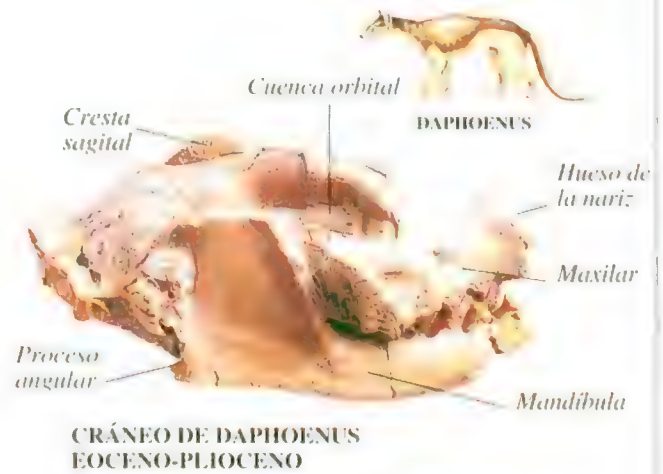 Cuenca orbital
DAPHOENUS
Cresta
sagital
Hueso de
la nariz
Maxilar
Proceso
angular
Mandíbula
CRÁNEO DE DAPHOENUS
EOCENO-PLIOCENO